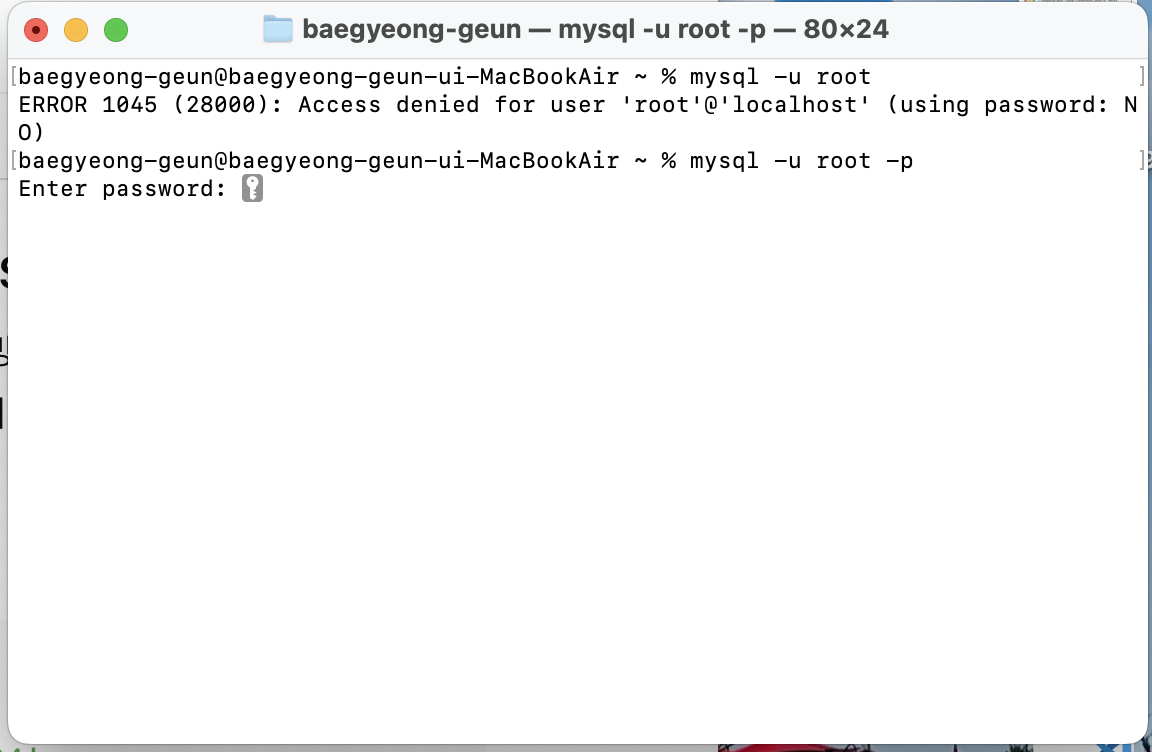 baegyeong-geun — mysql -u root -p — 80×24
[baegyeong-geun@baegyeong-geun-ui-MacBookAir ~ % mysql -u root ]
ERROR 1045 (28000): Access denied for user 'root'@'localhost' (using password: N
O)
[baegyeong-geun@baegyeong-geun-ui-MacBookAir ~ % mysql -u root -p ]
Enter password: